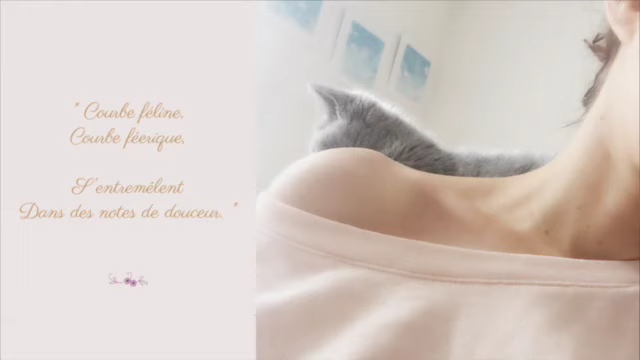 " Courbe féline,
Courbe féerique,
S'entremêlent
Dans des notes de douceur. "